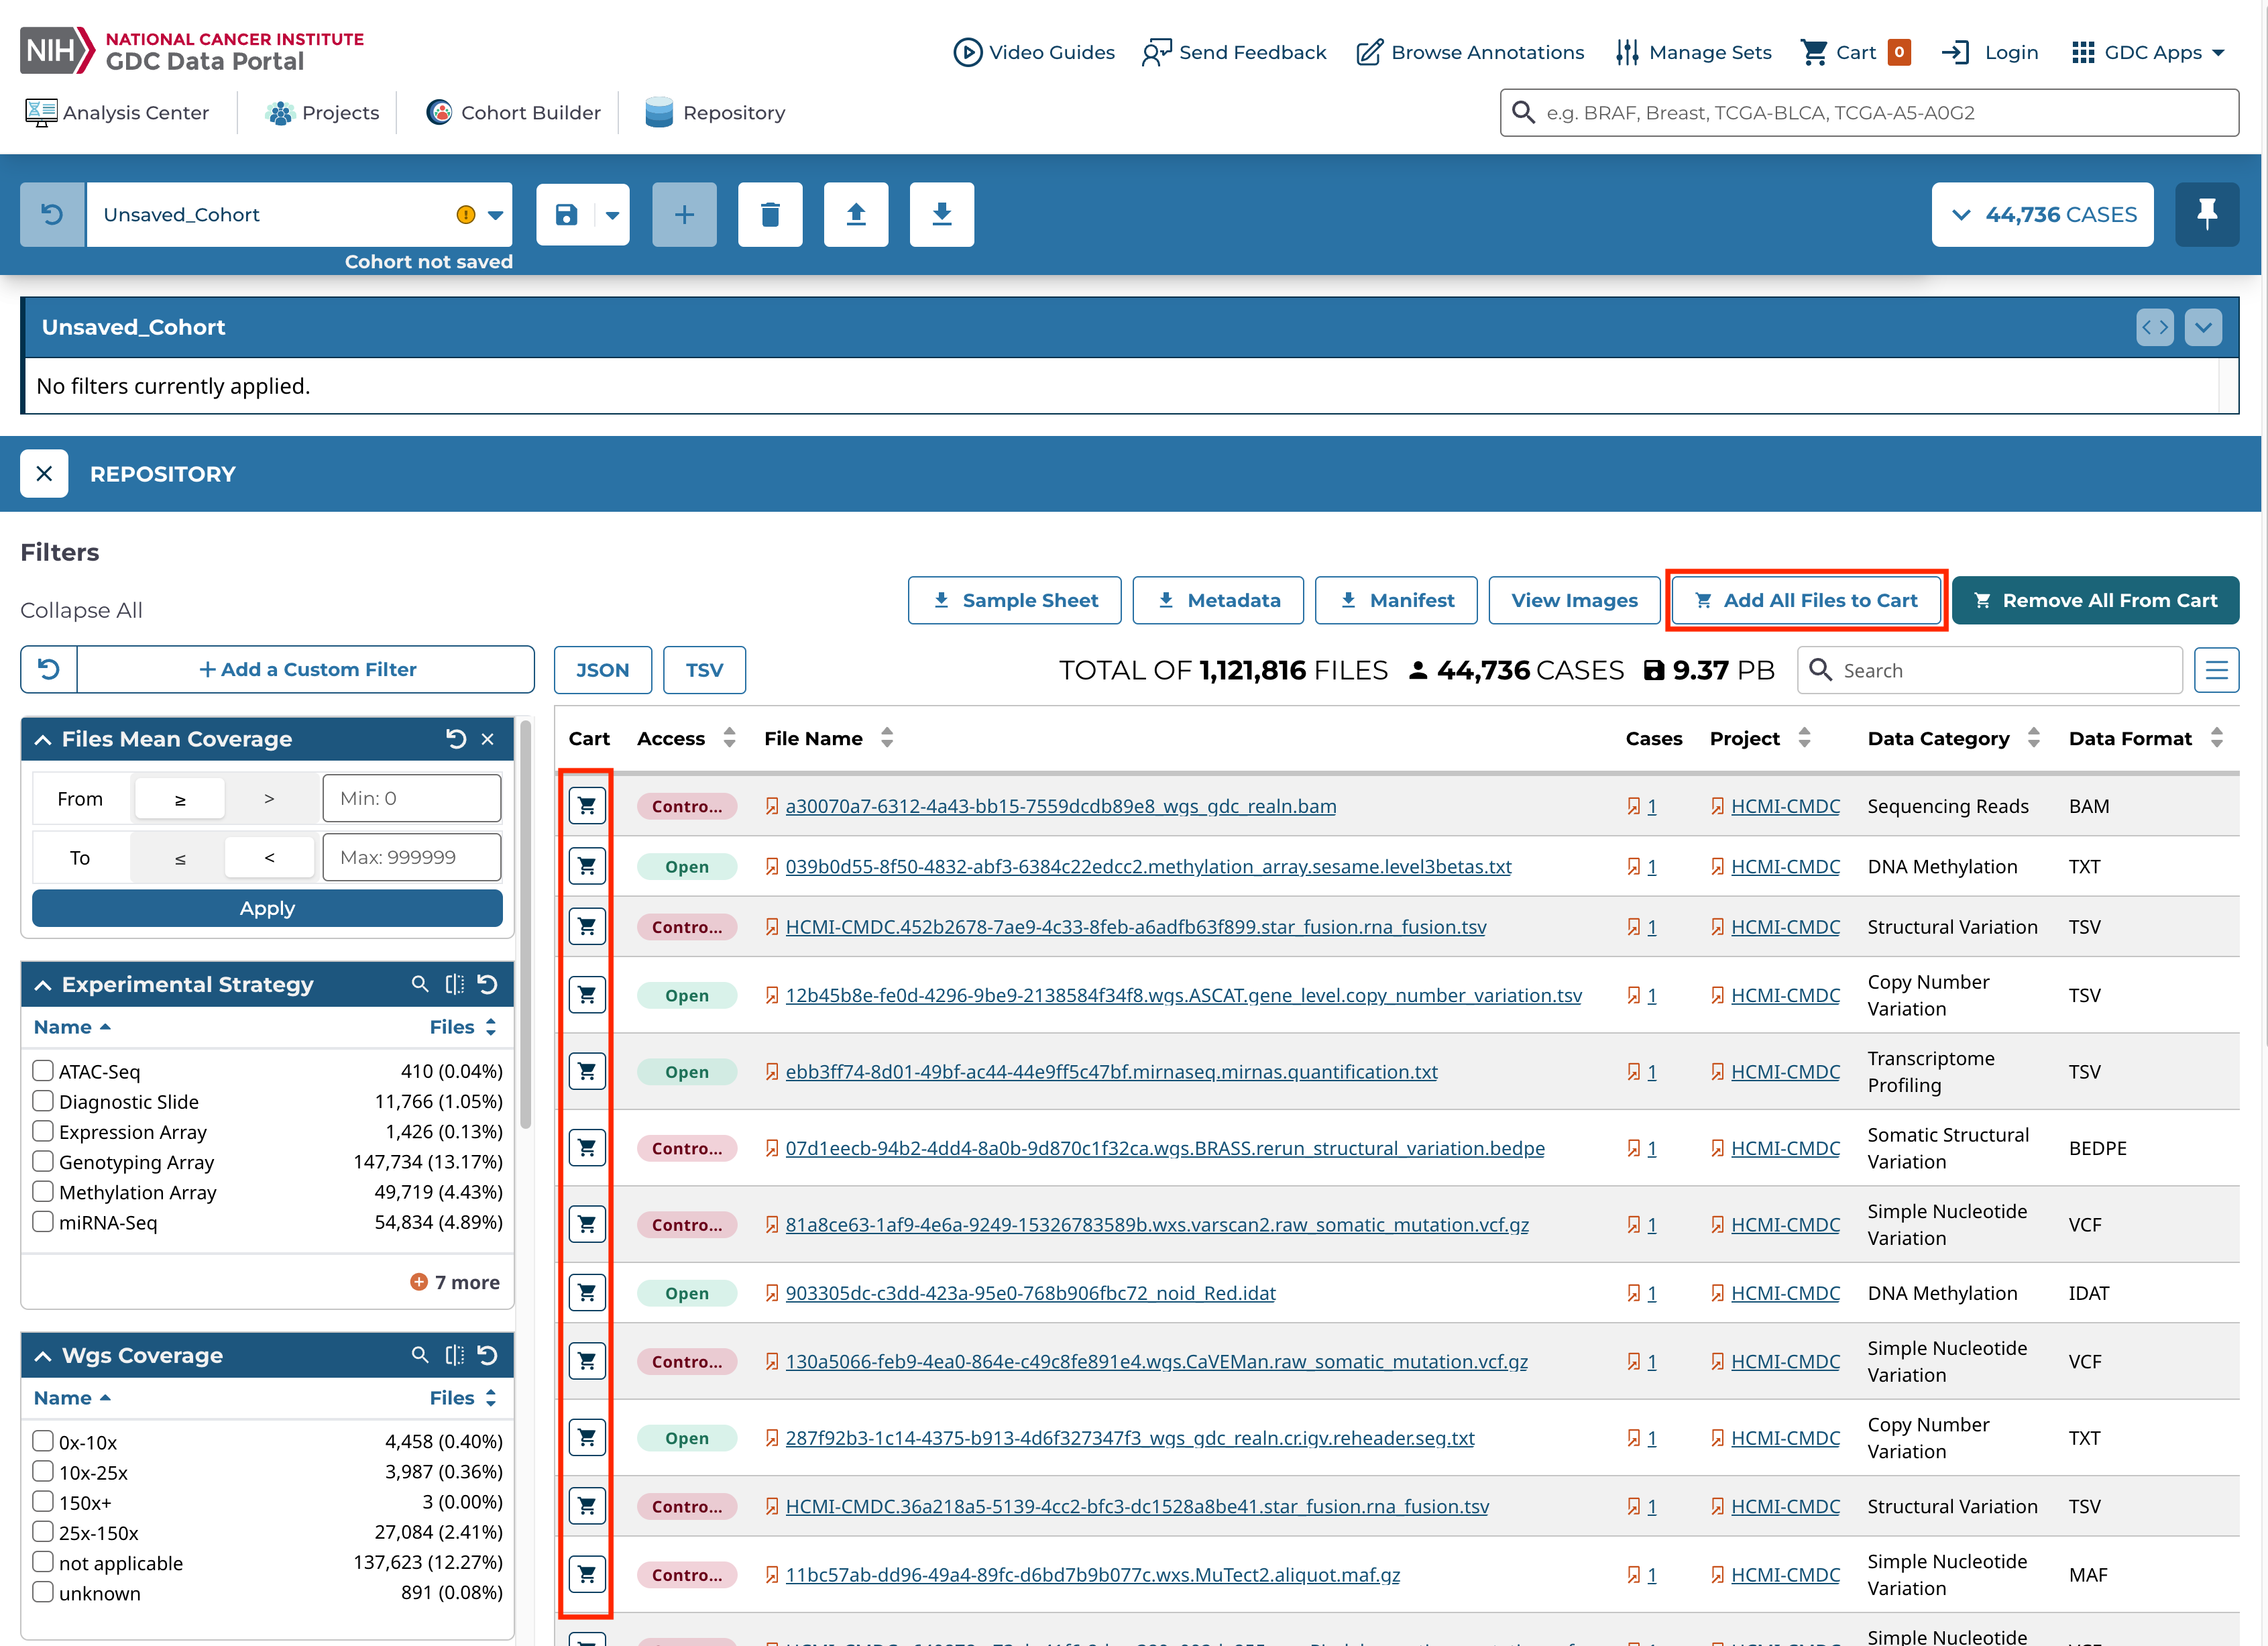 NIH NATIONAL CANCER INSTITUTE
GDC Data Portal
Video Guides Send Feedback Browse Annotations Manage Sets Cart 0 Login GDC Apps
Analysis Center Projects Cohort Builder Repository e.g. BRAF, Breast, TCGA-BLCA, TCGA-A5-A0G2
Unsaved_Cohort 44,736 CASES
Cohort not saved
Unsaved_Cohort
No filters currently applied.
REPOSITORY
Filters
Sample Sheet Metadata Manifest View Images Add All Files to Cart Remove All From Cart
Collapse All
+ Add a Custom Filter JSON TSV TOTAL OF 1,121,816 FILES 44,736 CASES 9.37 PB Search
Files Mean Coverage
From ≥ > Min: 0
To ≤ < Max: 999999
Apply
Experimental Strategy
Name Files
ATAC-Seq 410 (0.04%)
Diagnostic Slide 11,766 (1.05%)
Expression Array 1,426 (0.13%)
Genotyping Array 147,734 (13.17%)
Methylation Array 49,719 (4.43%)
miRNA-Seq 54,834 (4.89%)
7 more
Wgs Coverage
Name Files
0x-10x 4,458 (0.40%)
10x-25x 3,987 (0.36%)
150x+ 3 (0.00%)
25x-150x 27,084 (2.41%)
not applicable 137,623 (12.27%)
unknown 891 (0.08%)
Cart Access File Name Cases Project Data Category Data Format
Contro... a30070a7-6312-4a43-bb15-7559dcdb89e8_wgs_gdc_realn.bam 1 HCMI-CMDC Sequencing Reads BAM
Open 039b0d55-8f50-4832-abf3-6384c22edcc2.methylation_array.sesame.level3betas.txt 1 HCMI-CMDC DNA Methylation TXT
Contro... HCMI-CMDC.452b2678-7ae9-4c33-8feb-a6adfb63f899.star_fusion.rna_fusion.tsv 1 HCMI-CMDC Structural Variation TSV
Open 12b45b8e-fe0d-4296-9be9-2138584f34f8.wgs.ASCAT.gene_level.copy_number_variation.tsv 1 HCMI-CMDC Copy Number Variation TSV
Open ebb3ff74-8d01-49bf-ac44-44e9ff5c47bf.mirnaseq.mirnas.quantification.txt 1 HCMI-CMDC Transcriptome Profiling TSV
Contro... 07d1eecb-94b2-4dd4-8a0b-9d870c1f32ca.wgs.BRASS.rerun_structural_variation.bedpe 1 HCMI-CMDC Somatic Structural Variation BEDPE
Contro... 81a8ce63-1af9-4e6a-9249-15326783589b.wxs.varscan2.raw_somatic_mutation.vcf.gz 1 HCMI-CMDC Simple Nucleotide Variation VCF
Open 903305dc-c3dd-423a-95e0-768b906fbc72_noid_Red.idat 1 HCMI-CMDC DNA Methylation IDAT
Contro... 130a5066-feb9-4ea0-864e-c49c8fe891e4.wgs.CaVEMan.raw_somatic_mutation.vcf.gz 1 HCMI-CMDC Simple Nucleotide Variation VCF
Open 287f92b3-1c14-4375-b913-4d6f327347f3_wgs_gdc_realn.cr.igv.reheader.seg.txt 1 HCMI-CMDC Copy Number Variation TXT
Contro... HCMI-CMDC.36a218a5-5139-4cc2-bfc3-dc1528a8be41.star_fusion.rna_fusion.tsv 1 HCMI-CMDC Structural Variation TSV
Contro... 11bc57ab-dd96-49a4-89fc-d6bd7b9b077c.wxs.MuTect2.aliquot.maf.gz 1 HCMI-CMDC Simple Nucleotide Variation MAF
Simple Nucleotide